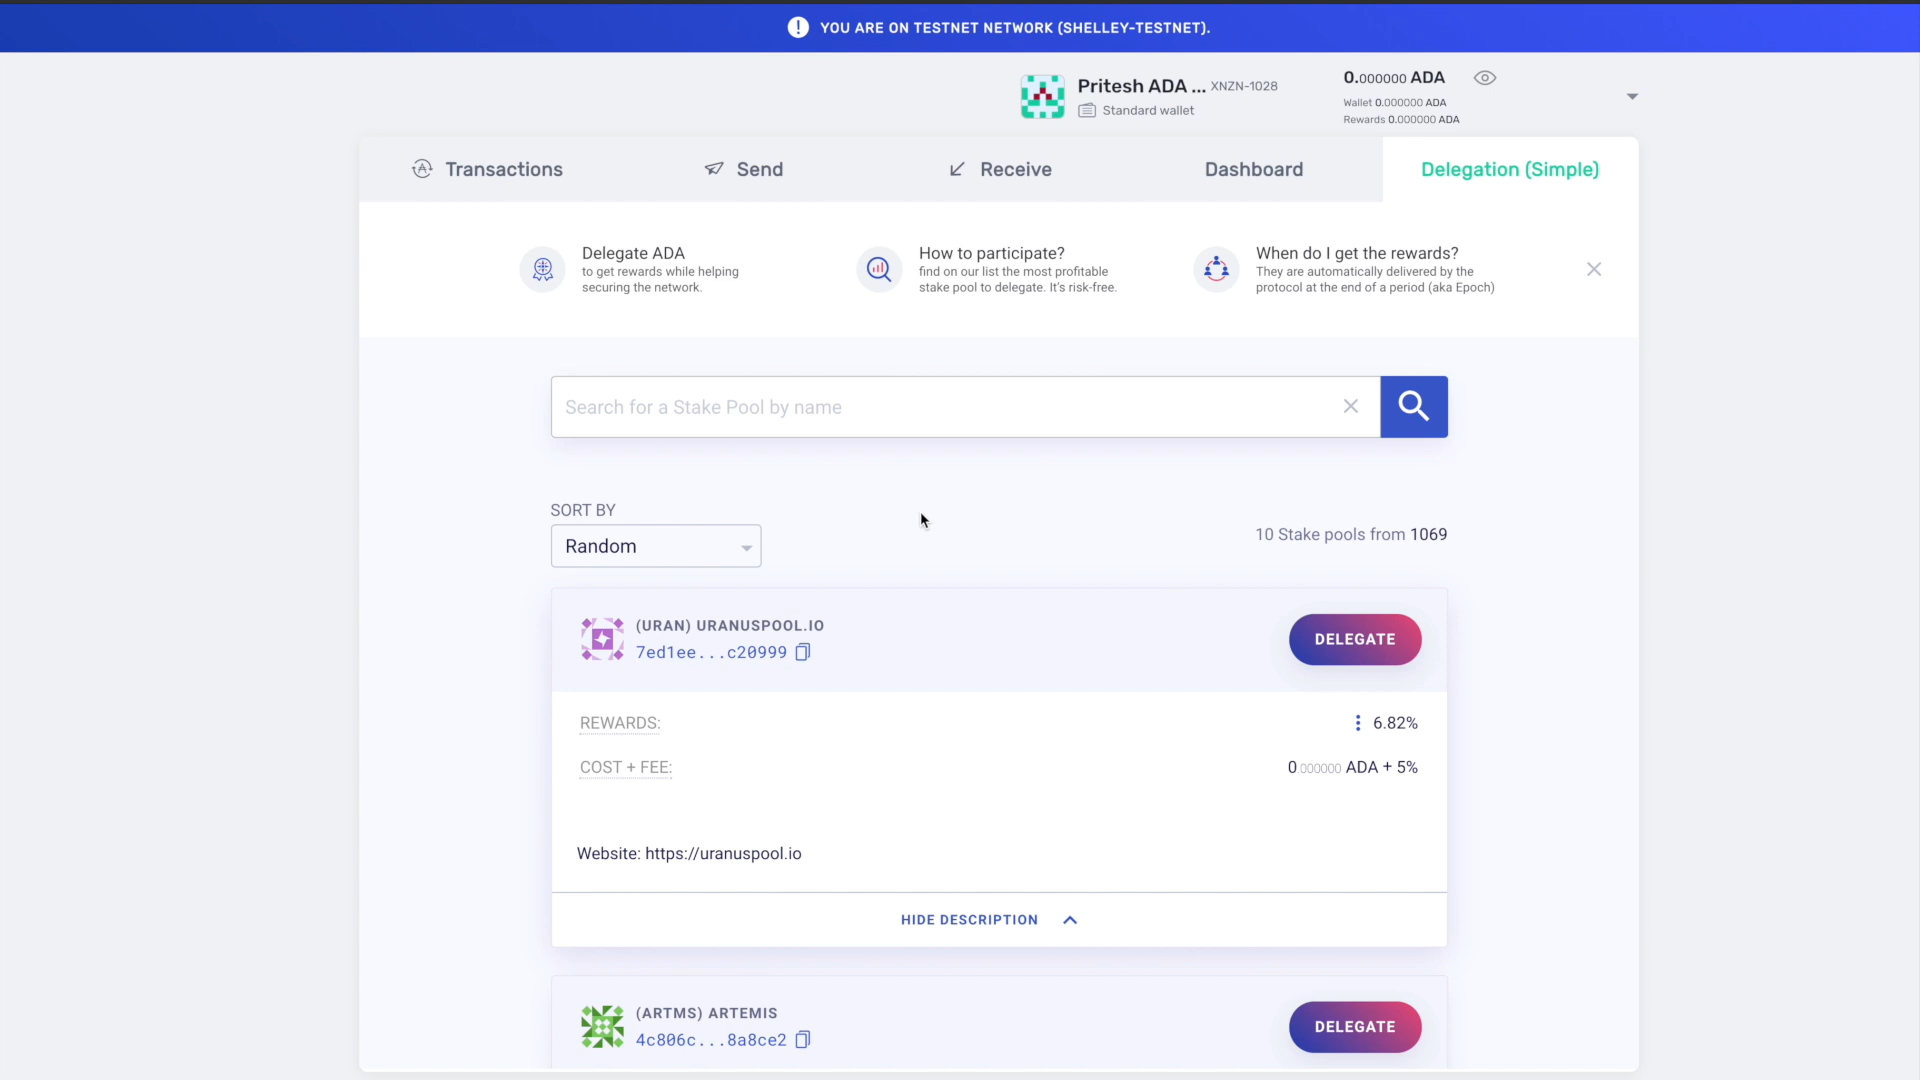 YOU ARE ON TESTNET NETWORK (SHELLEY-TESTNET).
Pritesh ADA ... XNZN-1028
Standard wallet
0.000000 ADA
Wallet 0.000000 ADA
Rewards 0.000000 ADA
Transactions
Send
Receive
Dashboard
Delegation (Simple)
Delegate ADA
to get rewards while helping
securing the network.
How to participate?
find on our list the most profitable
stake pool to delegate. It's risk-free.
When do I get the rewards?
They are automatically delivered by the
protocol at the end of a period (aka Epoch)
Search for a Stake Pool by name
SORT BY
Random
10 Stake pools from 1069
(URAN) URANUSPOOL.IO
7ed1ee...c20999
DELEGATE
REWARDS:
6.82%
COST + FEE:
0.000000 ADA + 5%
Website: https://uranuspool.io
HIDE DESCRIPTION
(ARTMS) ARTEMIS
4c806c...8a8ce2
DELEGATE